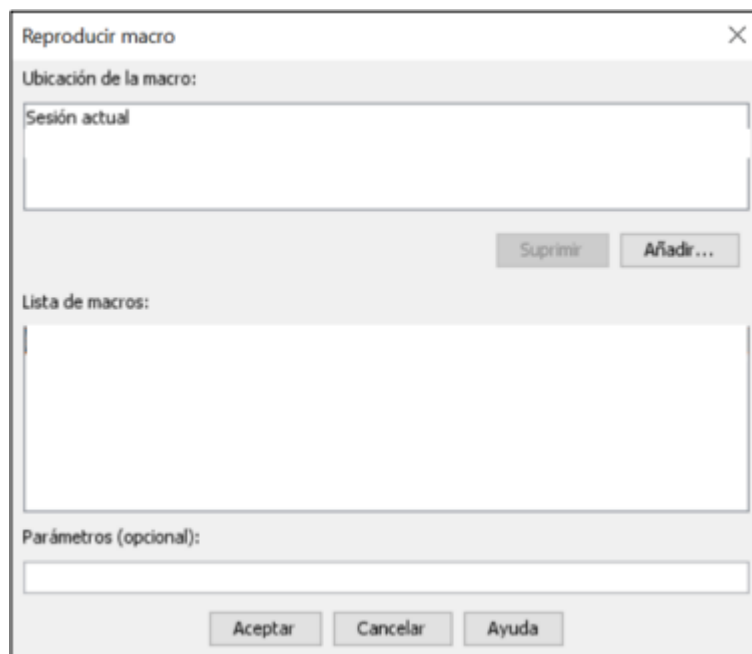 Reproducir macro
Ubicación de la macro:
Sesión actual
Suprimir Añadir...
Lista de macros:
Parámetros (opcional):
Aceptar Cancelar Ayuda